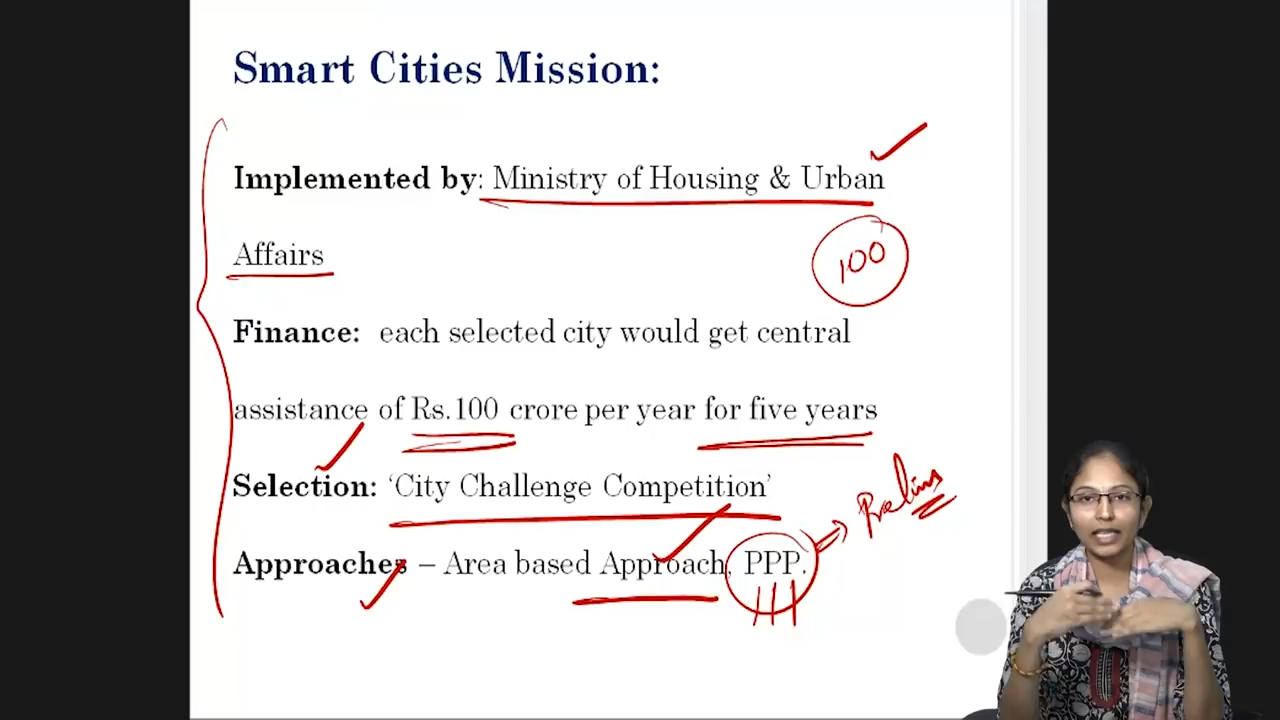 Smart Cities Mission:
Implemented by: Ministry of Housing & Urban
Affairs
100
Finance: each selected city would get central
assistance of Rs.100 crore per year for five years
Selection: ‘City Challenge Competition’
Prelims
Approaches – Area based Approach, PPP.